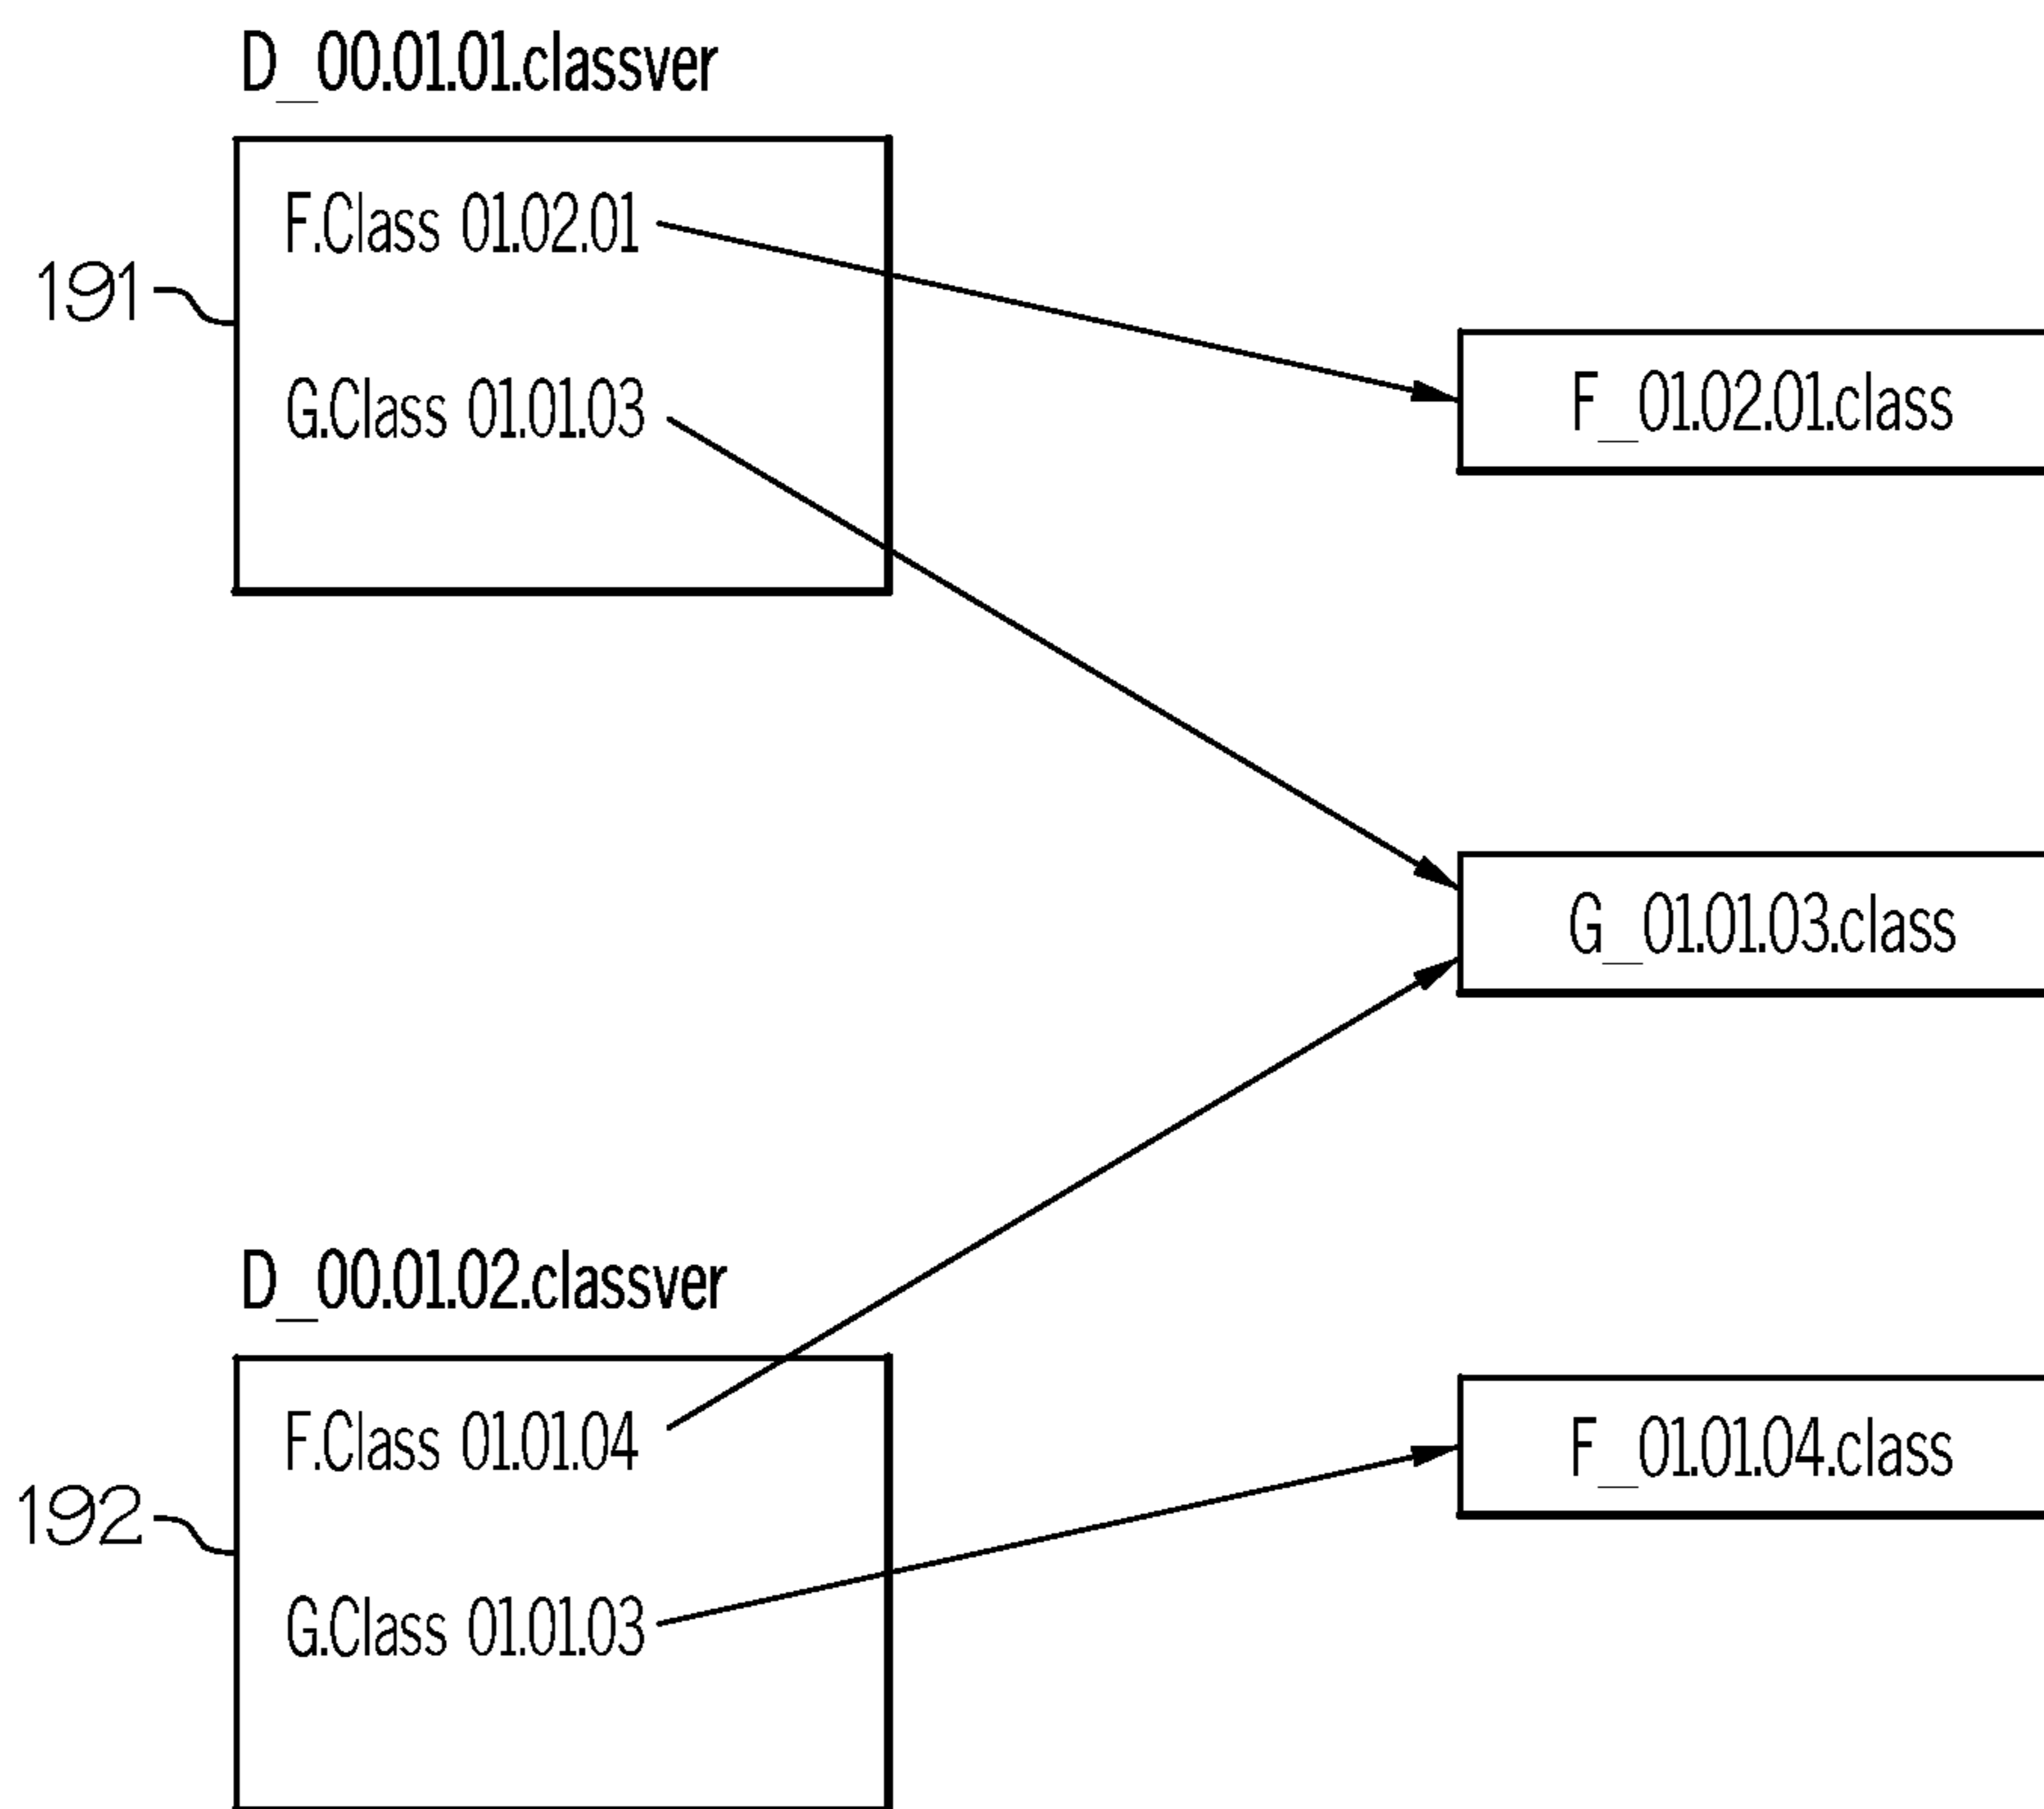 D_00.01.01.classver
F.Class 01.02.01
191
F_01.02.01.class
G.Class 01.01.03
G_01.01.03.class
D_00.01.02.classver
F.Class 01.01.04
F_01.01.04.class
192
G.Class 01.01.03